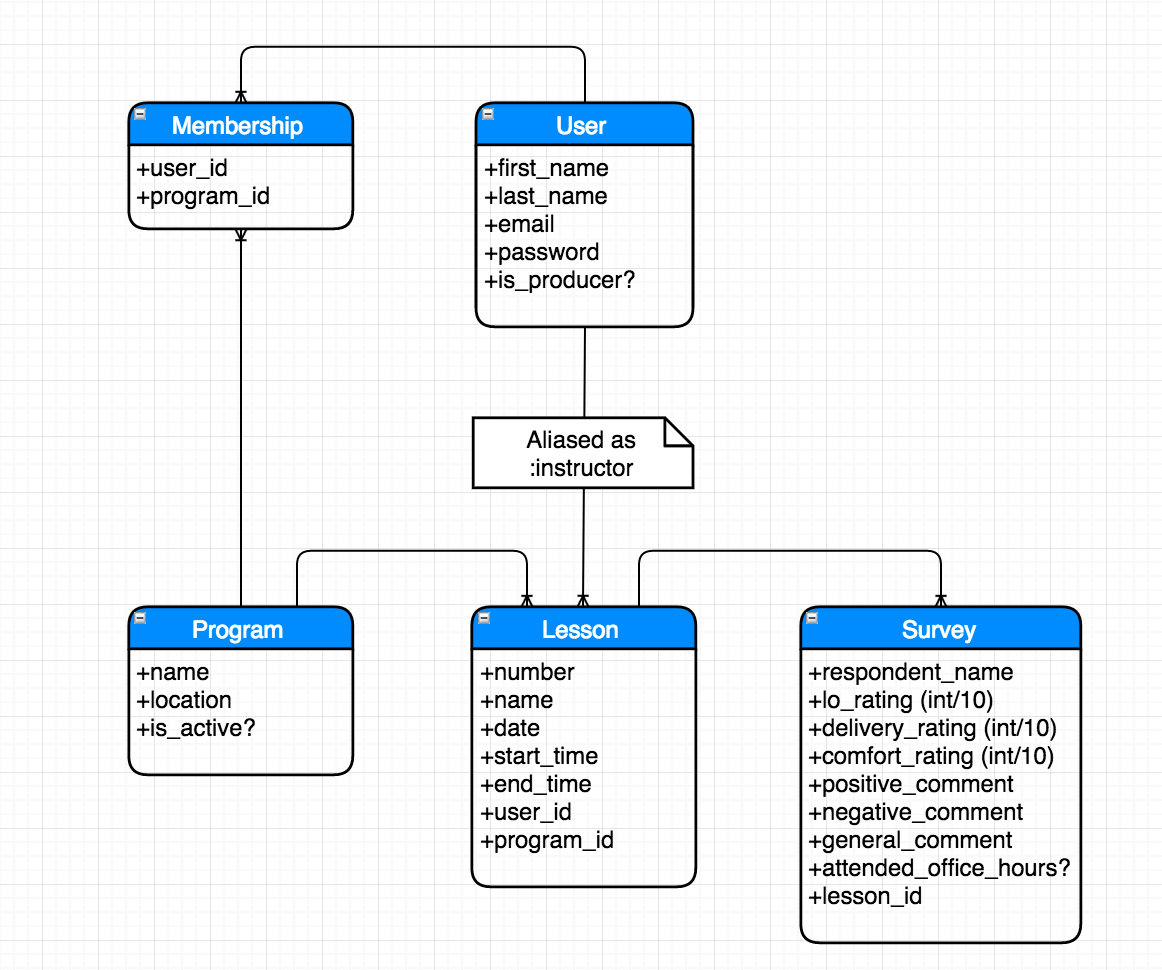 Membership
+user_id
+program_id
User
+first_name
+last_name
+email
+password
+is_producer?
Aliased as
:instructor
Program
+name
+location
+is_active?
Lesson
+number
+name
+date
+start_time
+end_time
+user_id
+program_id
Survey
+respondent_name
+lo_rating (int/10)
+delivery_rating (int/10)
+comfort_rating (int/10)
+positive_comment
+negative_comment
+general_comment
+attended_office_hours?
+lesson_id